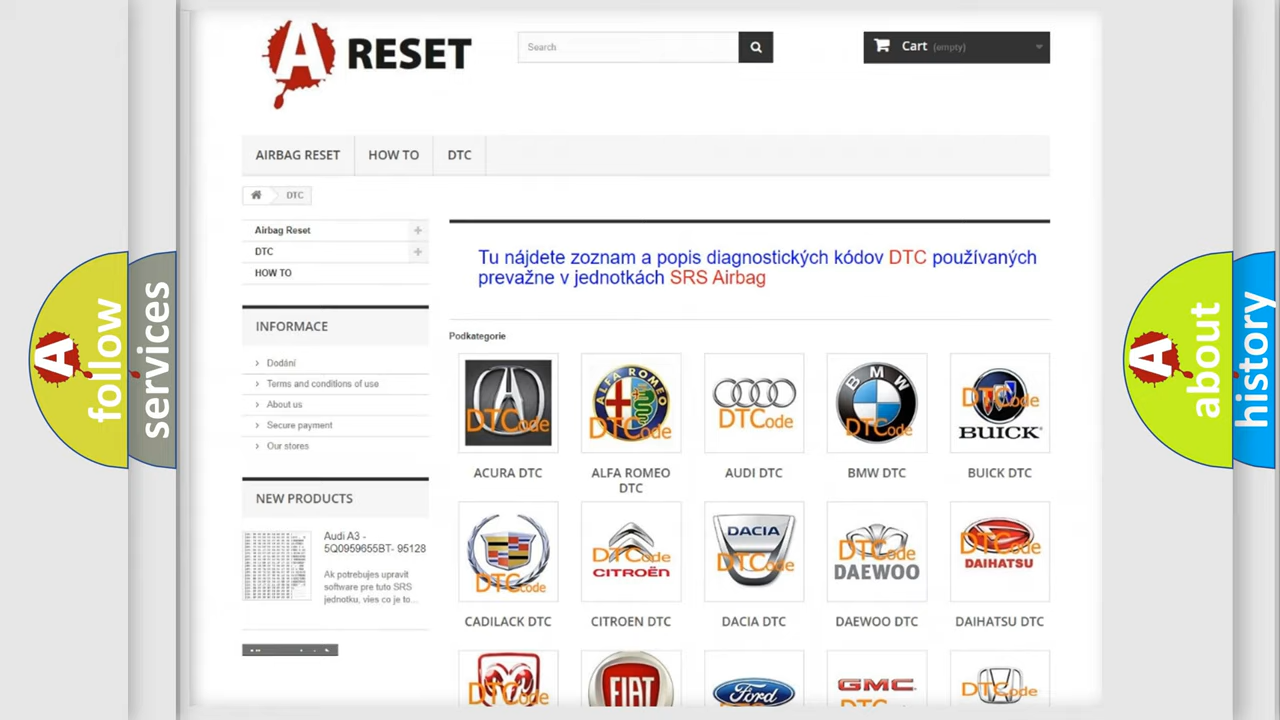 A RESET
Search
Cart (empty)
AIRBAG RESET
HOW TO
DTC
DTC
Airbag Reset
DTC
HOW TO
Tu nájdete zoznam a popis diagnostických kódov DTC používaných
prevažne v jednotkách SRS Airbag
INFORMACE
Dodání
Terms and conditions of use
About us
Secure payment
Our stores
NEW PRODUCTS
Audi A3 -
5Q0959655BT- 95128
Ak potrebujes upravit
software pre tuto SRS
jednotku, vies co je to...
Podkategorie
DTCode
ALFA ROMEO
DTCode
DTCode
BMW
DTCode
DTCode
BUICK
ACURA DTC
ALFA ROMEO
DTC
AUDI DTC
BMW DTC
BUICK DTC
DTCode
DTCode
CITROËN
DACIA
DTCode
DTCode
DAEWOO
DTCode
DAIHATSU
CADILACK DTC
CITROEN DTC
DACIA DTC
DAEWOO DTC
DAIHATSU DTC
DTCode
FIAT
Ford
GMC
DTCode
A follow
services
A about
history